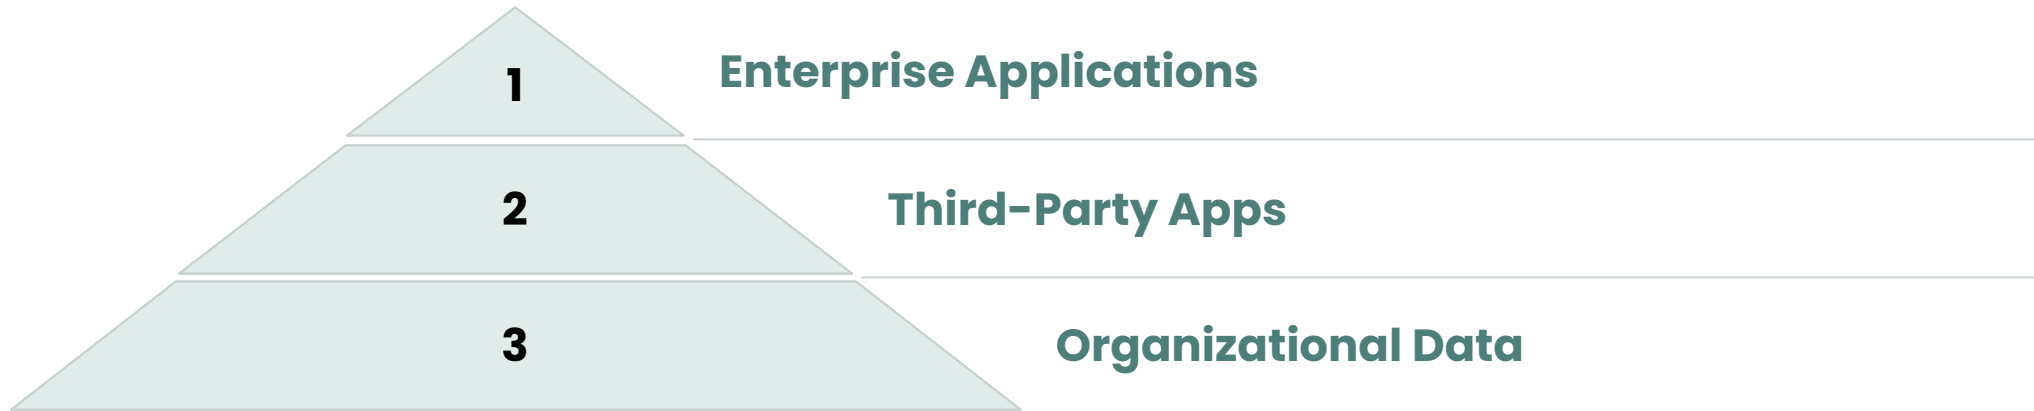 1
Enterprise Applications
2
Third-Party Apps
3
Organizational Data